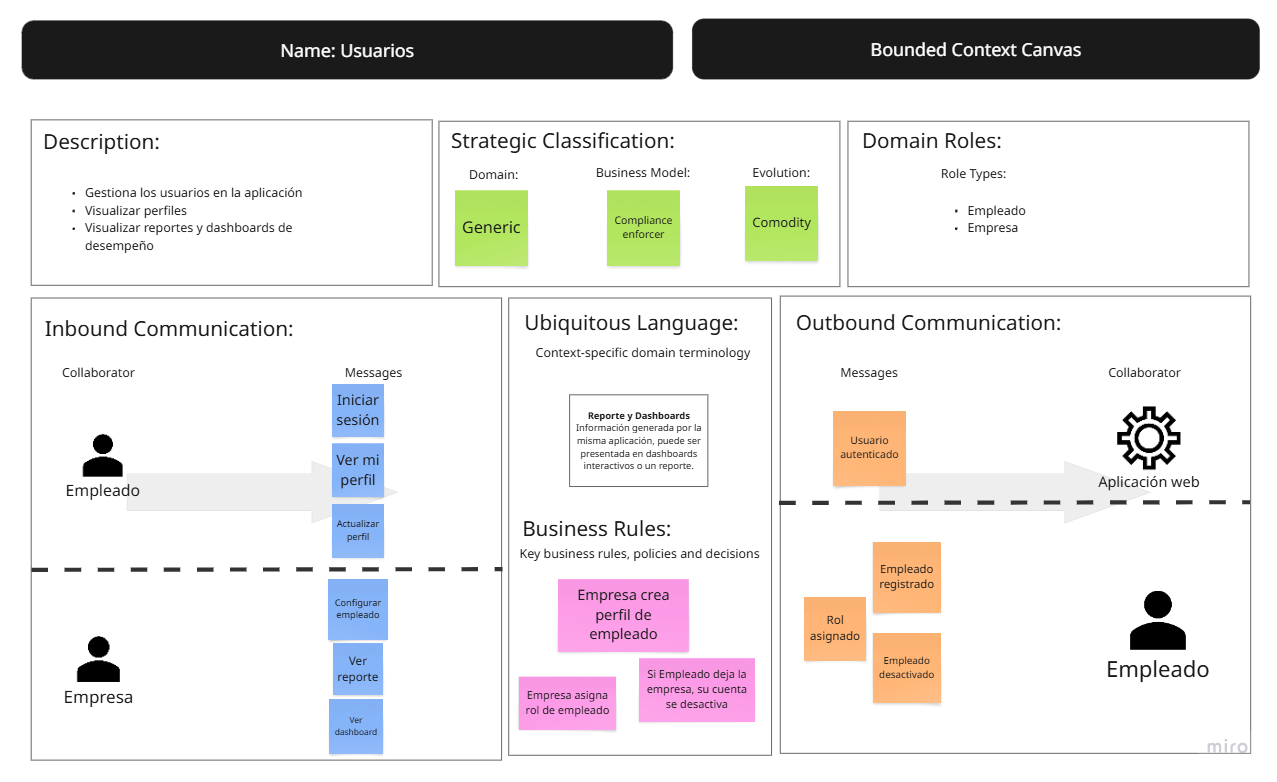 Name: Usuarios
Bounded Context Canvas
Description:
Gestiona los usuarios en la aplicación
Visualizar perfiles
Visualizar reportes y dashboards de
desempeño
Strategic Classification:
Domain:
Business Model:
Evolution:
Generic
Compliance
enforcer
Comodity
Domain Roles:
Role Types:
Empleado
Empresa
Inbound Communication:
Collaborator
Messages
Iniciar
sesión
Ver mi
perfil
Actualizar
perfil
Empleado
Configurar
empleado
Ver
reporte
Ver
dashboard
Empresa
Ubiquitous Language:
Context-specific domain terminology
Reporte y Dashboards
Información generada por la
misma aplicación, puede ser
presentada en dashboards
interactivos o un reporte.
Business Rules:
Key business rules, policies and decisions
Empresa crea
perfil de
empleado
Empresa asigna
rol de empleado
Si Empleado deja la
empresa, su cuenta
se desactiva
Outbound Communication:
Messages
Collaborator
Usuario
autenticado
Aplicación web
Empleado
registrado
Rol
asignado
Empleado
desactivado
Empleado
miro